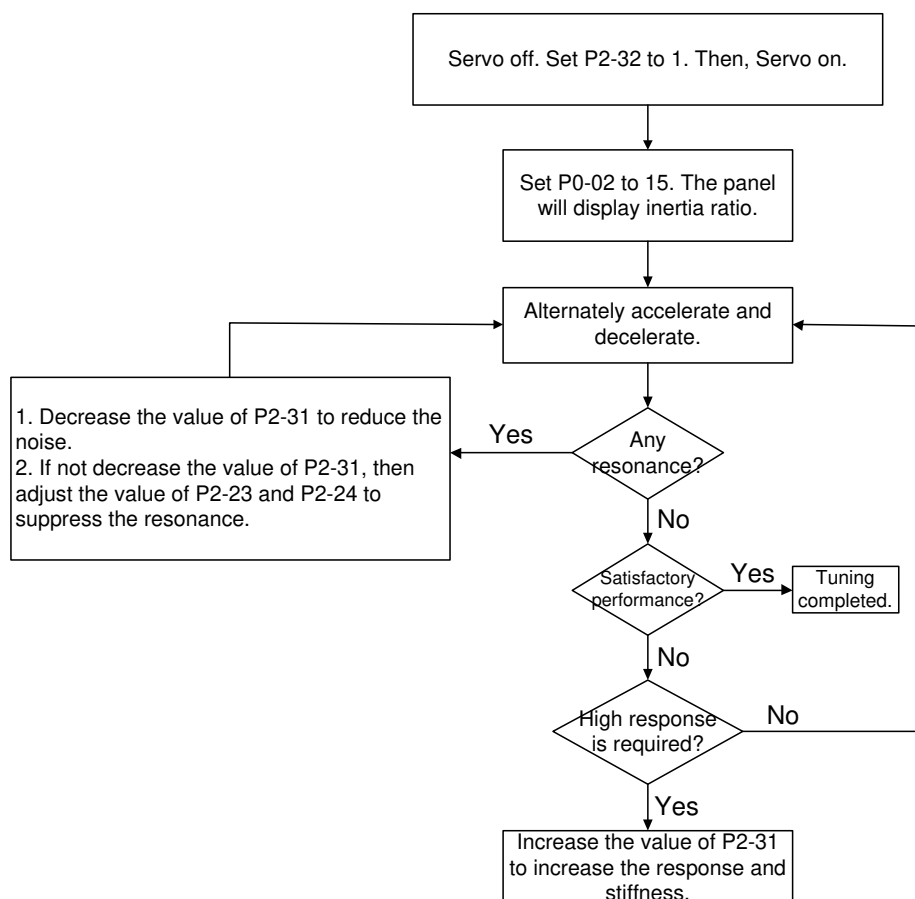 Servo off. Set P2-32 to 1. Then, Servo on.
Set P0-02 to 15. The panel
will display inertia ratio.
Alternately accelerate and
decelerate.
1. Decrease the value of P2-31 to reduce the
noise.
2. If not decrease the value of P2-31, then
adjust the value of P2-23 and P2-24 to
suppress the resonance.
Yes
Any
resonance?
No
Satisfactory
performance?
Yes
Tuning
completed.
No
High response
is required?
No
Yes
Increase the value of P2-31
to increase the response and
stiffness.